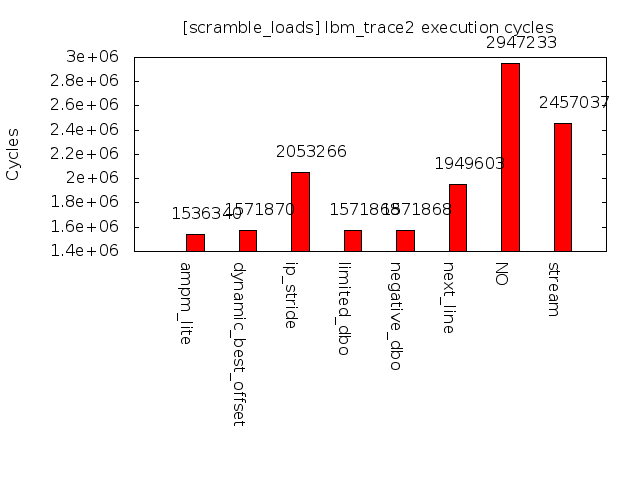 [scramble_loads] lbm_trace2 execution cycles
Cycles
3e+06
2.8e+06
2.6e+06
2.4e+06
2.2e+06
2e+06
1.8e+06
1.6e+06
1.4e+06
1536340
1571870
2053266
1571868
1571868
1949603
2947233
2457037
ampm_lite
dynamic_best_offset
ip_stride
limited_dbo
negative_dbo
next_line
NO
stream